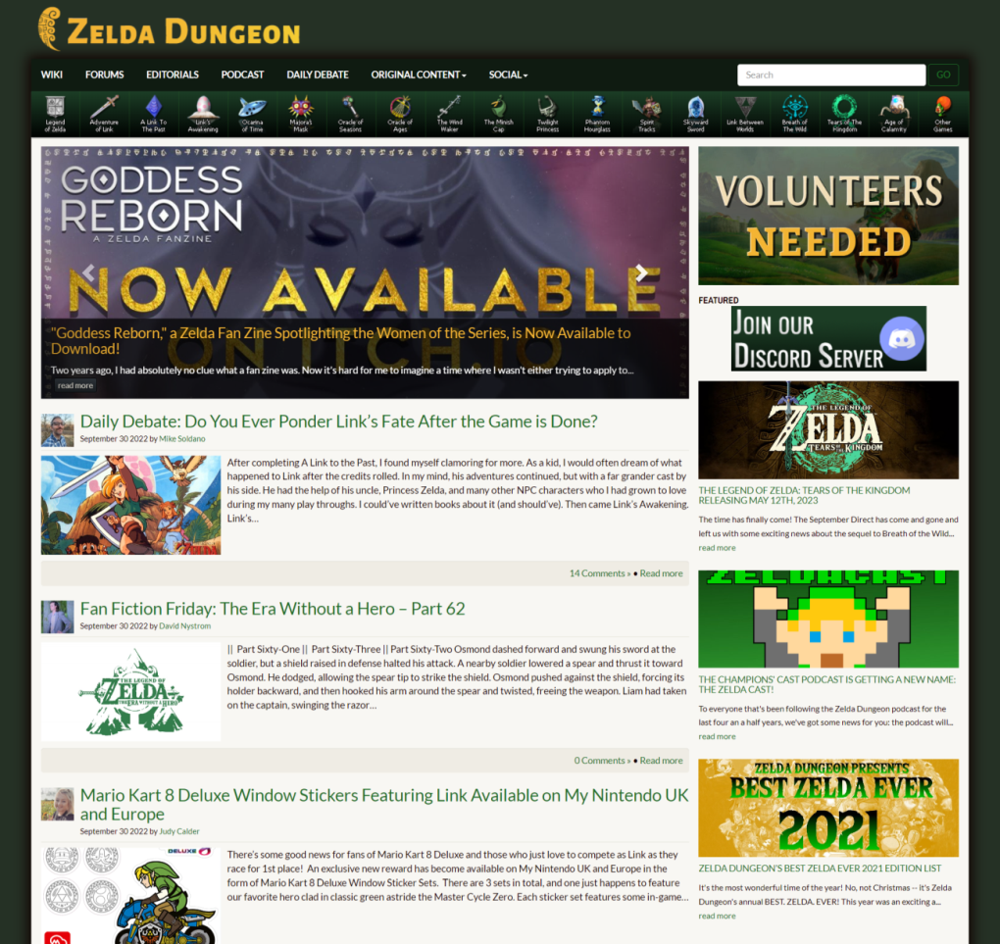 ZELDA DUNGEON
WIKI
FORUMS
EDITORIALS
PODCAST
DAILY DEBATE
ORIGINAL CONTENT
SOCIAL
Search
GO
Legend
of Zelda
Adventure
of Link
A Link To
The Past
Link's
Awakening
Ocarina
of Time
Majora's
Mask
Oracle of
Seasons
Oracle of
Ages
The Wind
Waker
The Minish
Cap
Twilight
Princess
Phantom
Hourglass
Spirit
Tracks
Skyward
Sword
Link Between
Worlds
Breath of
The Wild
Tears of The
Kingdom
Age of
Calamity
Other
Games
GODDESS
REBORN
A ZELDA FANZINE
NOW AVAILABLE
ON ITCH.IO
"Goddess Reborn," a Zelda Fan Zine Spotlighting the Women of the Series, is Now Available to
Download!
Two years ago, I had absolutely no clue what a fan zine was. Now it's hard for me to imagine a time where I wasn't either trying to apply to...
read more
Daily Debate: Do You Ever Ponder Link's Fate After the Game is Done?
September 30 2022 by Mike Soldano
After completing A Link to the Past, I found myself clamoring for more. As a kid, I would often dream of what
happened to Link after the credits rolled. In my mind, his adventures continued, but with a far grander cast by
his side. He had the help of his uncle, Princess Zelda, and many other NPC characters who I had grown to love
during my many play throughs. I could've written books about it (and should've). Then came Link's Awakening.
Link's...
14 Comments » • Read more
Fan Fiction Friday: The Era Without a Hero – Part 62
September 30 2022 by David Nystrom
THE LEGEND OF
ZELDA
THE ERA WITHOUT A HERO
|| Part Sixty-One || Part Sixty-Three || Part Sixty-Two Osmond dashed forward and swung his sword at the
soldier, but a shield raised in defense halted his attack. A nearby soldier lowered a spear and thrust it toward
Osmond. He dodged, allowing the spear tip to strike the shield. Osmond pushed against the shield, forcing its
holder backward, and then hooked his arm around the spear and twisted, freeing the weapon. Liam had taken
on the captain, swinging the razor...
0 Comments » • Read more
Mario Kart 8 Deluxe Window Stickers Featuring Link Available on My Nintendo UK
and Europe
September 30 2022 by Judy Calder
DELUXE
There's some good news for fans of Mario Kart 8 Deluxe and those who just love to compete as Link as they
race for 1st place! An exclusive new reward has become available on My Nintendo UK and Europe in the
form of Mario Kart 8 Deluxe Window Sticker Sets. There are 3 sets in total, and one just happens to feature
our favorite hero clad in classic green astride the Master Cycle Zero. Each sticker set features some in-game...
VOLUNTEERS
NEEDED
FEATURED
JOIN OUR
DISCORD SERVER
THE LEGEND OF
ZELDA
TEARS OF THE KINGDOM
THE LEGEND OF ZELDA: TEARS OF THE KINGDOM
RELEASING MAY 12TH, 2023
The time has finally come! The September Direct has come and gone and
left us with some exciting news about the sequel to Breath of the Wild...
read more
ZELDACAST
THE CHAMPIONS' CAST PODCAST IS GETTING A NEW NAME:
THE ZELDA CAST!
To everyone that's been following the Zelda Dungeon podcast for the
last four an a half years, we've got some news for you: the podcast will...
read more
ZELDA DUNGEON PRESENTS
BEST ZELDA EVER
2021
ZELDA DUNGEON'S BEST ZELDA EVER 2021 EDITION LIST
It's the most wonderful time of the year! No, not Christmas -- it's Zelda
Dungeon's annual BEST. ZELDA. EVER! This year was an exciting a...
read more